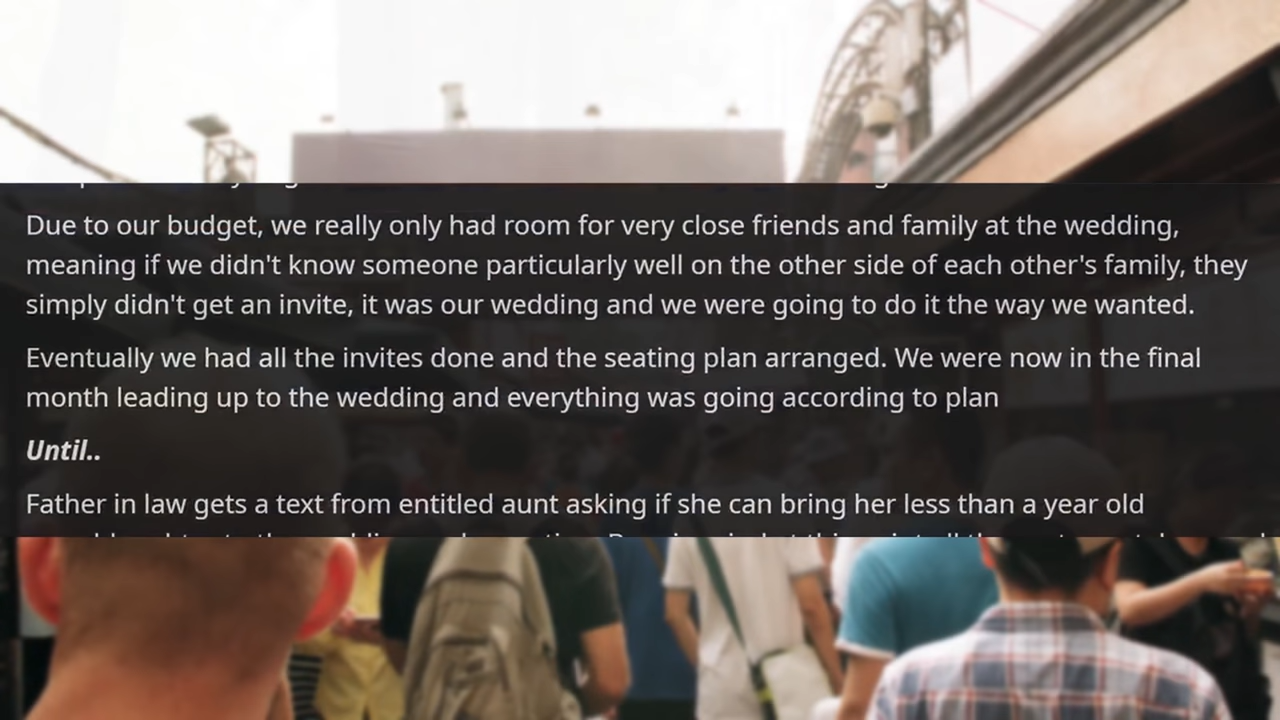 Due to our budget, we really only had room for very close friends and family at the wedding,
meaning if we didn't know someone particularly well on the other side of each other's family, they
simply didn't get an invite, it was our wedding and we were going to do it the way we wanted.
Eventually we had all the invites done and the seating plan arranged. We were now in the final
month leading up to the wedding and everything was going according to plan
Until..
Father in law gets a text from entitled aunt asking if she can bring her less than a year old